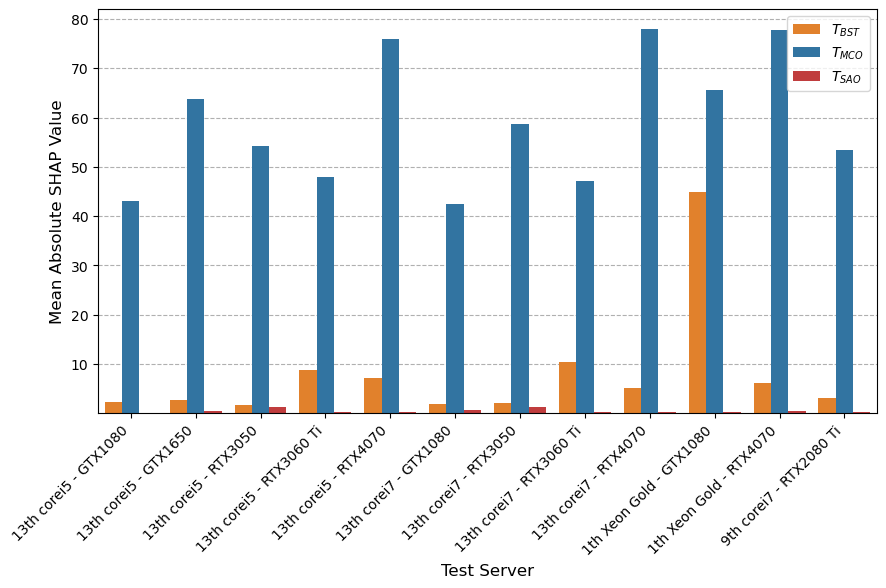 80
70
60
50
40
30
20
10
Mean Absolute SHAP Value
T_BST
T_MCO
T_SAO
13th corei5 - GTX1080
13th corei5 - GTX1650
13th corei5 - RTX3050
13th corei5 - RTX3060 Ti
13th corei5 - RTX4070
13th corei7 - GTX1080
13th corei7 - RTX3050
13th corei7 - RTX3060 Ti
13th corei7 - RTX4070
1th Xeon Gold - GTX1080
1th Xeon Gold - RTX4070
9th corei7 - RTX2080 Ti
Test Server